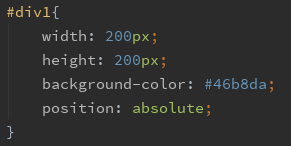 #div1{
    width: 200px;
    height: 200px;
    background-color: #46b8da;
    position: absolute;
}